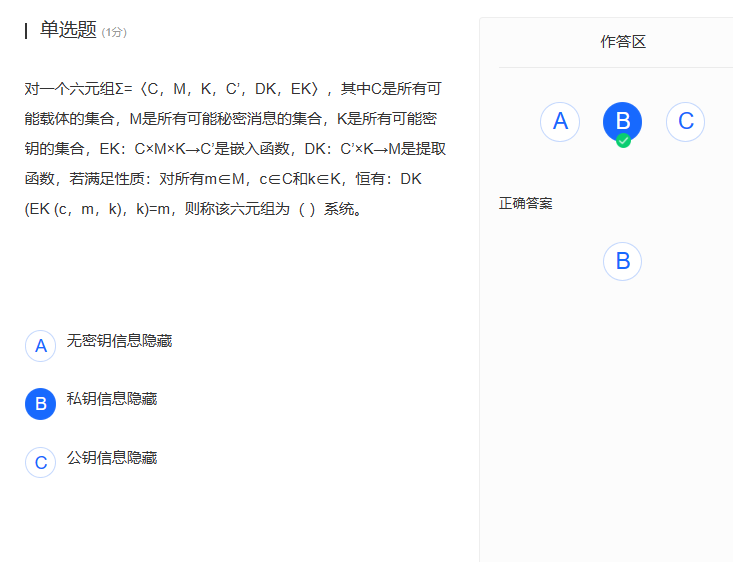 单选题 (1分)
对一个六元组Σ=〈C，M，K，C’，DK，EK〉，其中C是所有可
能载体的集合，M是所有可能秘密消息的集合，K是所有可能密
钥的集合，EK：C×M×K→C’是嵌入函数，DK：C’×K→M是提取
函数，若满足性质：对所有m∈M，c∈C和k∈K，恒有：DK
(EK (c，m，k)，k)=m，则称该六元组为（ ）系统。
A 无密钥信息隐藏
B 私钥信息隐藏
C 公钥信息隐藏
作答区
A B C
正确答案
B